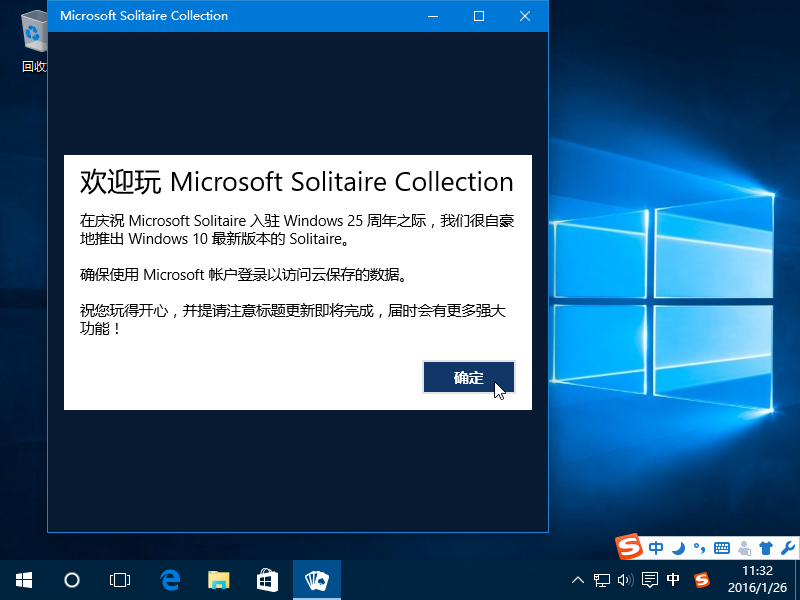 Microsoft Solitaire Collection
回收
欢迎玩 Microsoft Solitaire Collection
在庆祝 Microsoft Solitaire 入驻 Windows 25 周年之际，我们很自豪
地推出 Windows 10 最新版本的 Solitaire。
确保使用 Microsoft 帐户登录以访问云保存的数据。
祝您玩得开心，并提请注意标题更新即将完成，届时会有更多强大
功能！
确定
S 中
中 S
11:32
2016/1/26